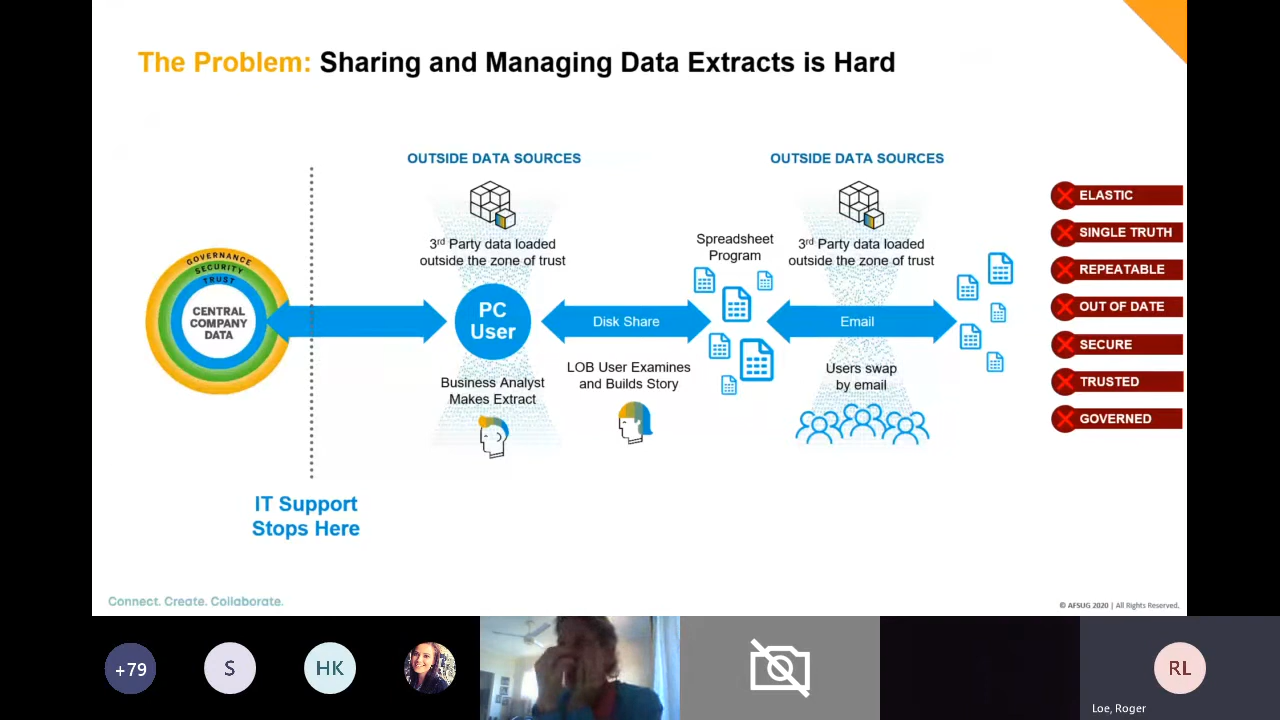 The Problem: Sharing and Managing Data Extracts is Hard
OUTSIDE DATA SOURCES
3rd Party data loaded
outside the zone of trust
OUTSIDE DATA SOURCES
3rd Party data loaded
outside the zone of trust
Spreadsheet
Program
GOVERNANCE
SECURITY
TRUST
CENTRAL
COMPANY
DATA
PC
User
Disk Share
Email
Business Analyst
Makes Extract
LOB User Examines
and Builds Story
Users swap
by email
ELASTIC
SINGLE TRUTH
REPEATABLE
OUT OF DATE
SECURE
TRUSTED
GOVERNED
IT Support
Stops Here
Connect. Create. Collaborate.
© AFSUG 2020 | All Rights Reserved.
+79
S
HK
RL
Loe, Roger